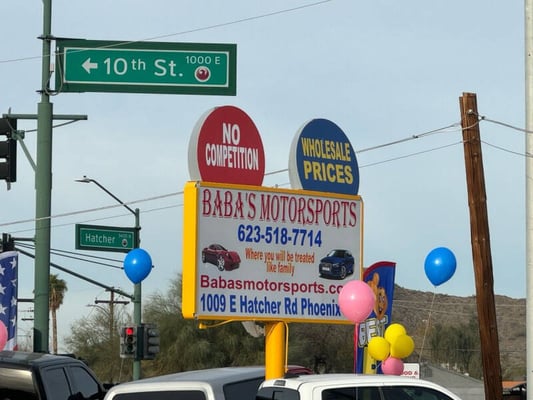 10th St.
1000 E
NO
COMPETITION
WHOLESALE
PRICES
BABA'S MOTORSPORTS
623-518-7714
Where you will be treated
like family
Babasmotorsports.c
1009 E Hatcher Rd Phoenix
Hatcher
GET